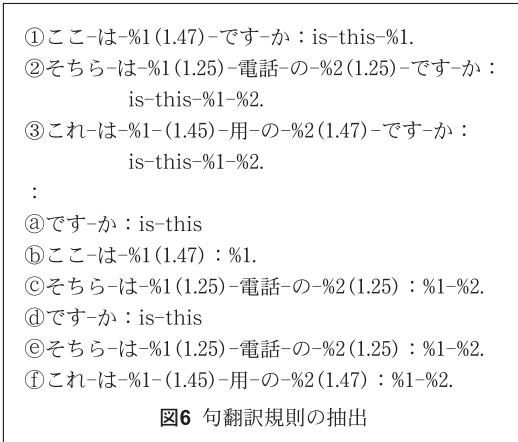 ①ここ-は-%1(1.47)-です-か：is-this-%1.
②そちら-は-%1(1.25)-電話-の-%2(1.25)-です-か：
is-this-%1-%2.
③これ-は-%1-(1.45)-用-の-%2(1.47)-です-か：
is-this-%1-%2.
：
ⓐです-か：is-this
ⓑここ-は-%1(1.47)：%1.
ⓒそちら-は-%1(1.25)-電話-の-%2(1.25)：%1-%2.
ⓓです-か：is-this
ⓔそちら-は-%1(1.25)-電話-の-%2(1.25)：%1-%2.
ⓕこれ-は-%1-(1.45)-用-の-%2(1.47)：%1-%2.
図6 句翻訳規則の抽出